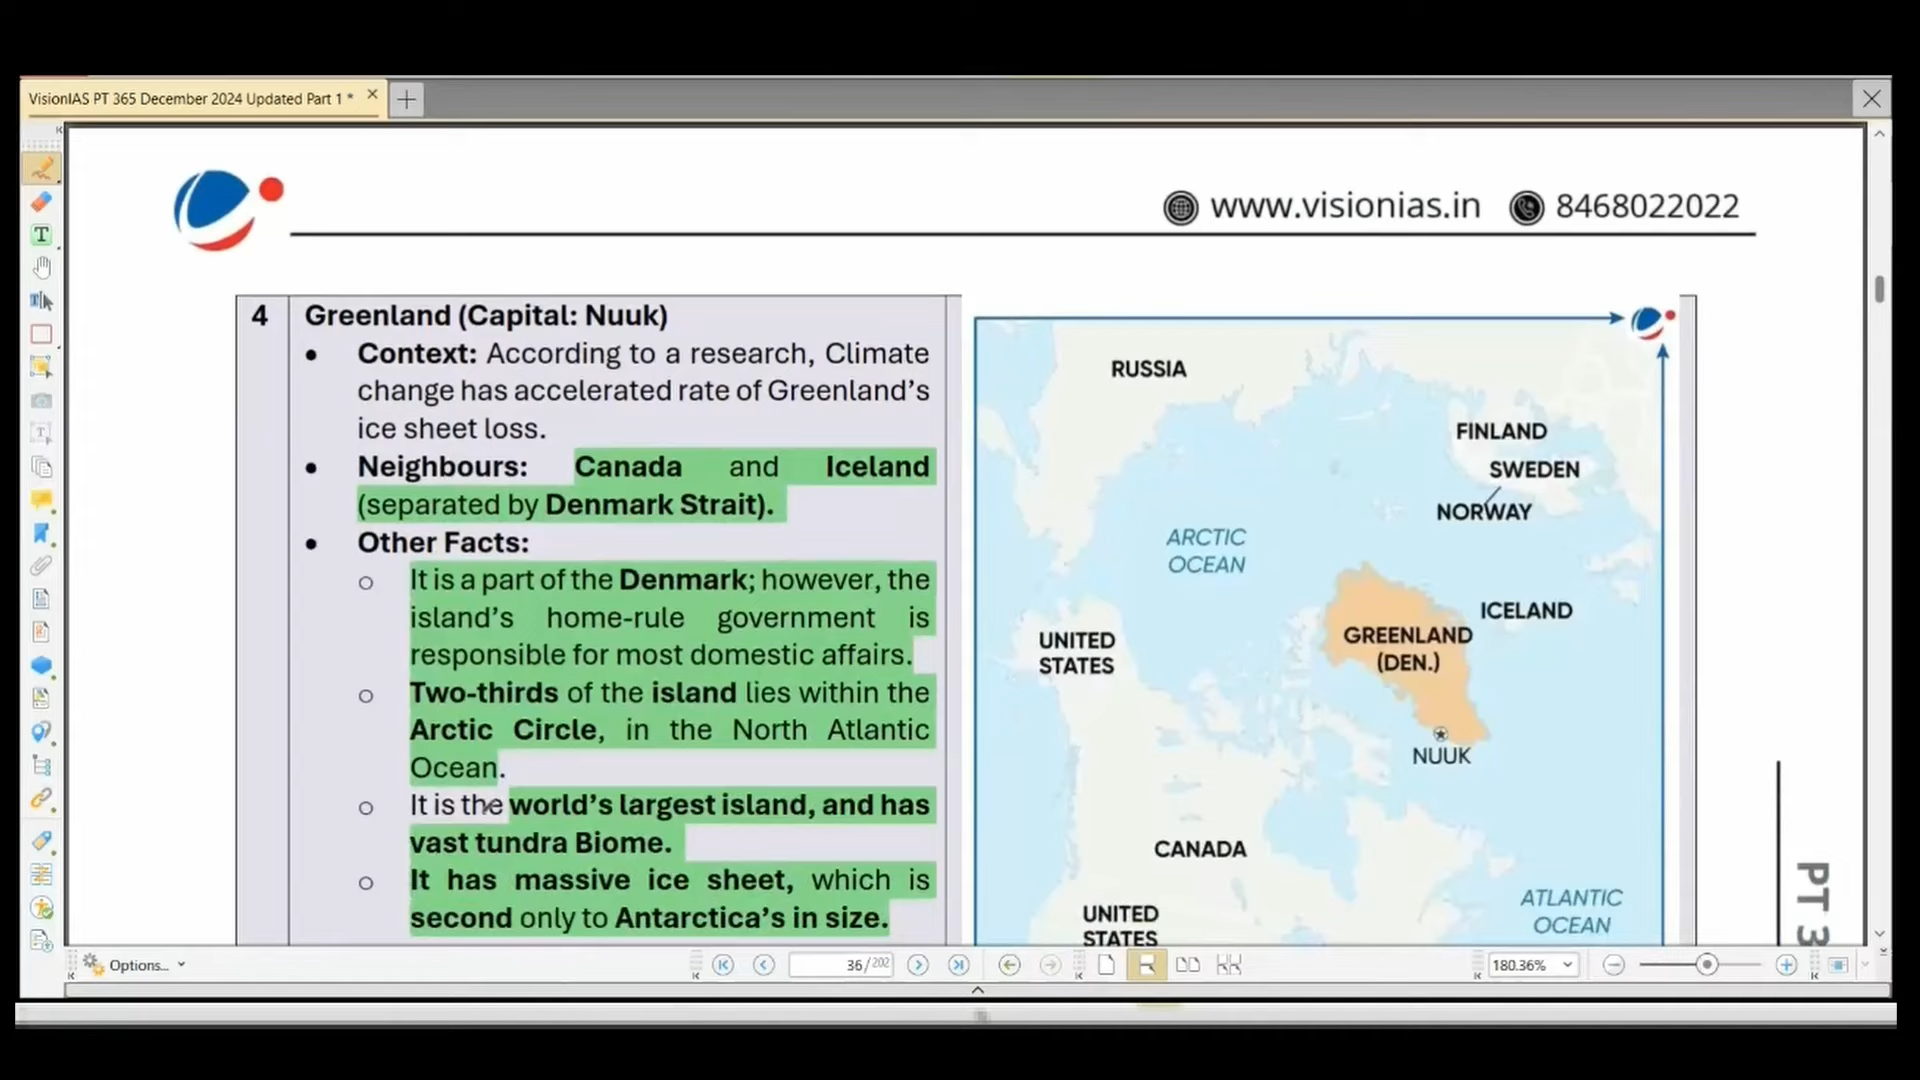 VisionIAS PT 365 December 2024 Updated Part 1 *
www.visionias.in 8468022022
4 Greenland (Capital: Nuuk)
• Context: According to a research, Climate
change has accelerated rate of Greenland’s
ice sheet loss.
• Neighbours: Canada and Iceland
(separated by Denmark Strait).
• Other Facts:
o It is a part of the Denmark; however, the
island’s home-rule government is
responsible for most domestic affairs.
o Two-thirds of the island lies within the
Arctic Circle, in the North Atlantic
Ocean.
o It is the world’s largest island, and has
vast tundra Biome.
o It has massive ice sheet, which is
second only to Antarctica’s in size.
RUSSIA
FINLAND
SWEDEN
NORWAY
ARCTIC
OCEAN
ICELAND
GREENLAND
(DEN.)
UNITED
STATES
NUUK
CANADA
ATLANTIC
OCEAN
UNITED
STATES
PT 3
Options...
36 / 202
180.36%